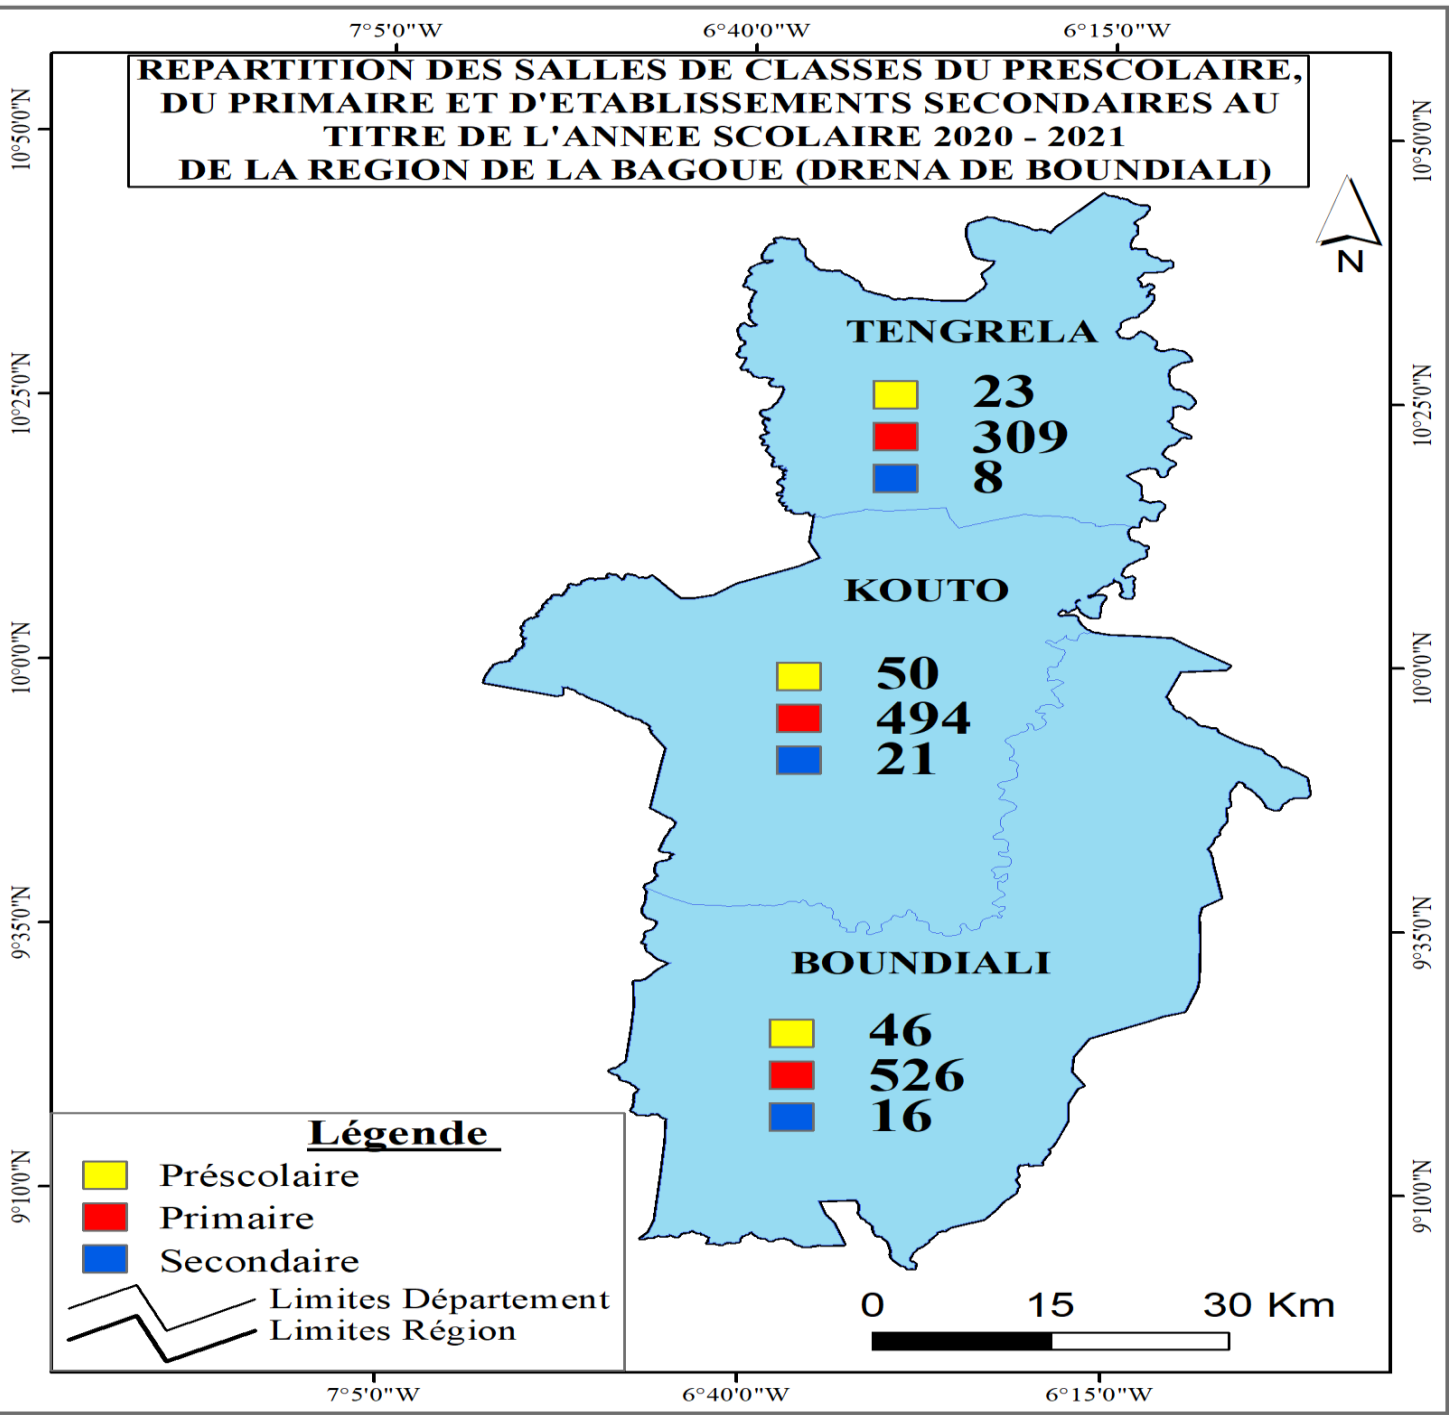 7°5'0"W 6°40'0"W 6°15'0"W
REPARTITION DES SALLES DE CLASSES DU PRESCOLAIRE,
DU PRIMAIRE ET D'ETABLISSEMENTS SECONDAIRES AU
TITRE DE L'ANNEE SCOLAIRE 2020 - 2021
DE LA REGION DE LA BAGOUE (DRENA DE BOUNDIALI)
10°50'0"N
10°50'0"N
N
TENGRELA
23
309
8
10°25'0"N
10°25'0"N
KOUTO
50
494
21
10°0'0"N
10°0'0"N
9°35'0"N
9°35'0"N
BOUNDIALI
46
526
16
9°10'0"N
9°10'0"N
Légende
Préscolaire
Primaire
Secondaire
Limites Département
Limites Région
0 15 30 Km
7°5'0"W 6°40'0"W 6°15'0"W